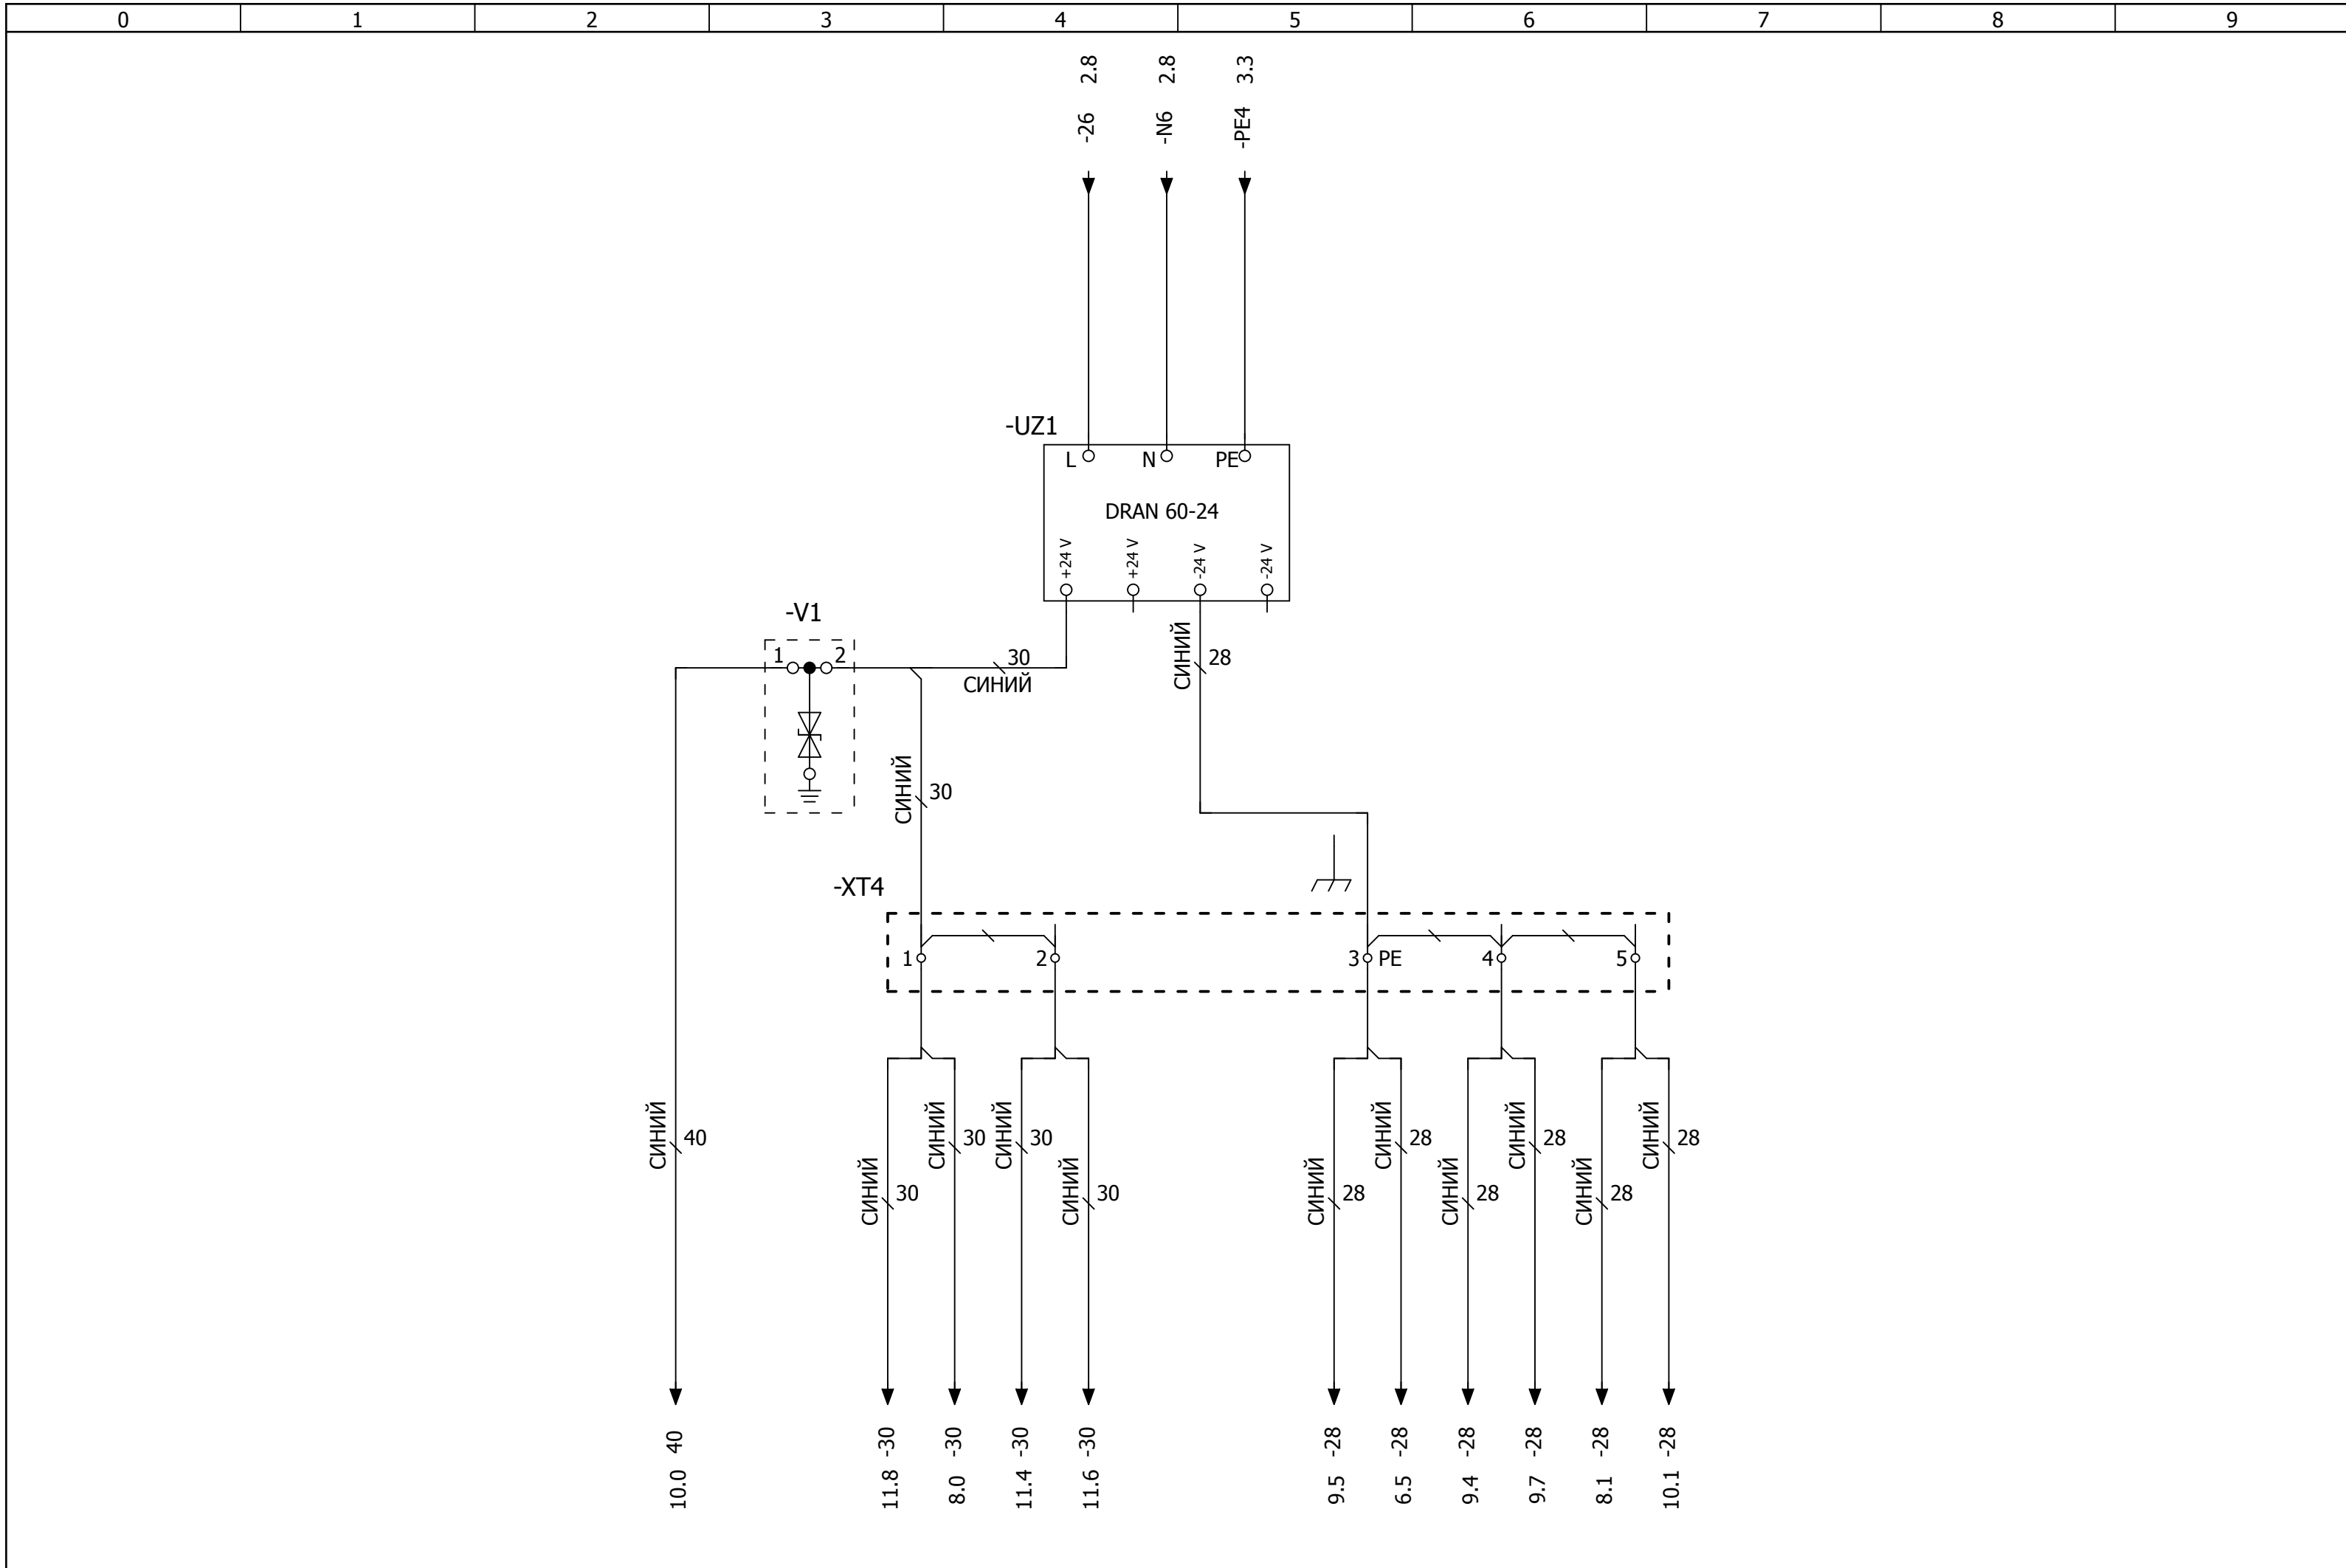 0 1 2 3 4 5 6 7 8 9
-26 2.8
-N6 2.8
-PE4 3.3
-UZ1
L N PE
DRAN 60-24
+24 V
+24 V
-24 V
-24 V
-V1
1 2
30
СИНИЙ
СИНИЙ
28
СИНИЙ
30
-XT4
1 2 3 PE 4 5
СИНИЙ
40
СИНИЙ
30
СИНИЙ
30
СИНИЙ
30
СИНИЙ
30
СИНИЙ
28
СИНИЙ
28
СИНИЙ
28
СИНИЙ
28
СИНИЙ
28
СИНИЙ
28
10.0 40
11.8 -30
8.0 -30
11.4 -30
11.6 -30
9.5 -28
6.5 -28
9.4 -28
9.7 -28
8.1 -28
10.1 -28